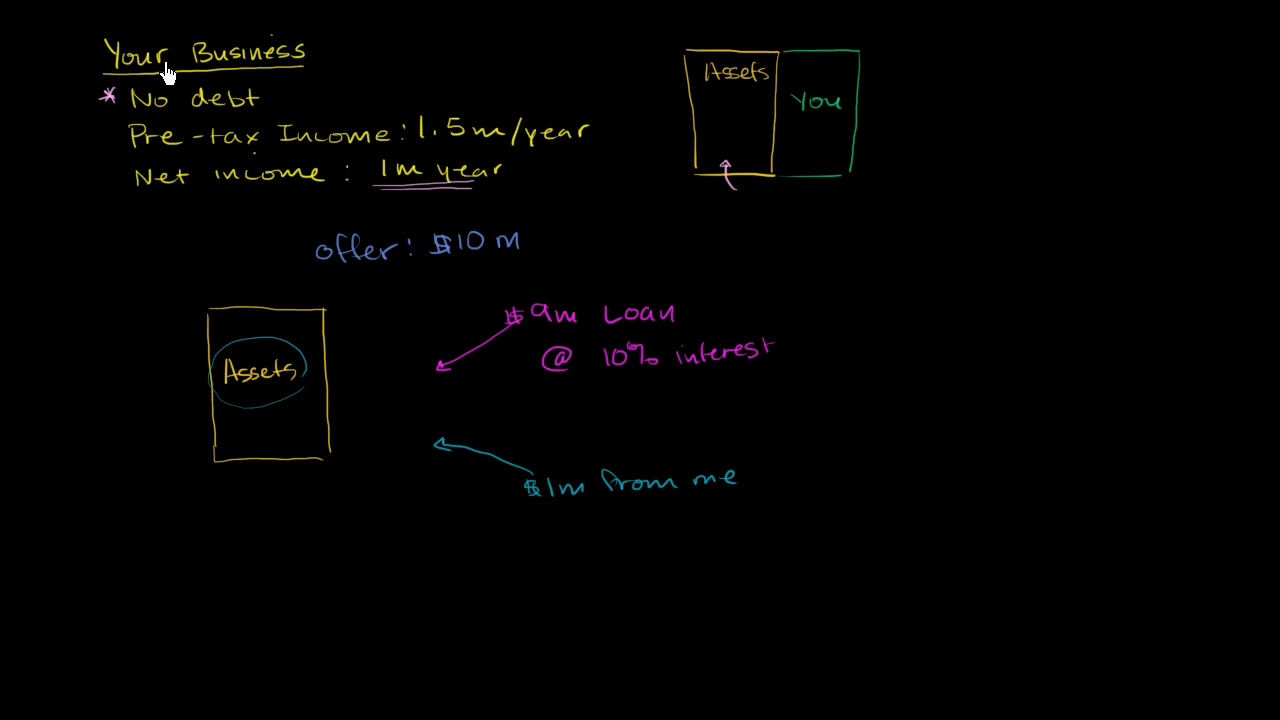 Your Business
* No debt
Pre-tax Income: 1.5m/year
Net income: 1m year
Assets
You
offer: $10m
$9m Loan
@ 10% interest
Assets
$1m from me